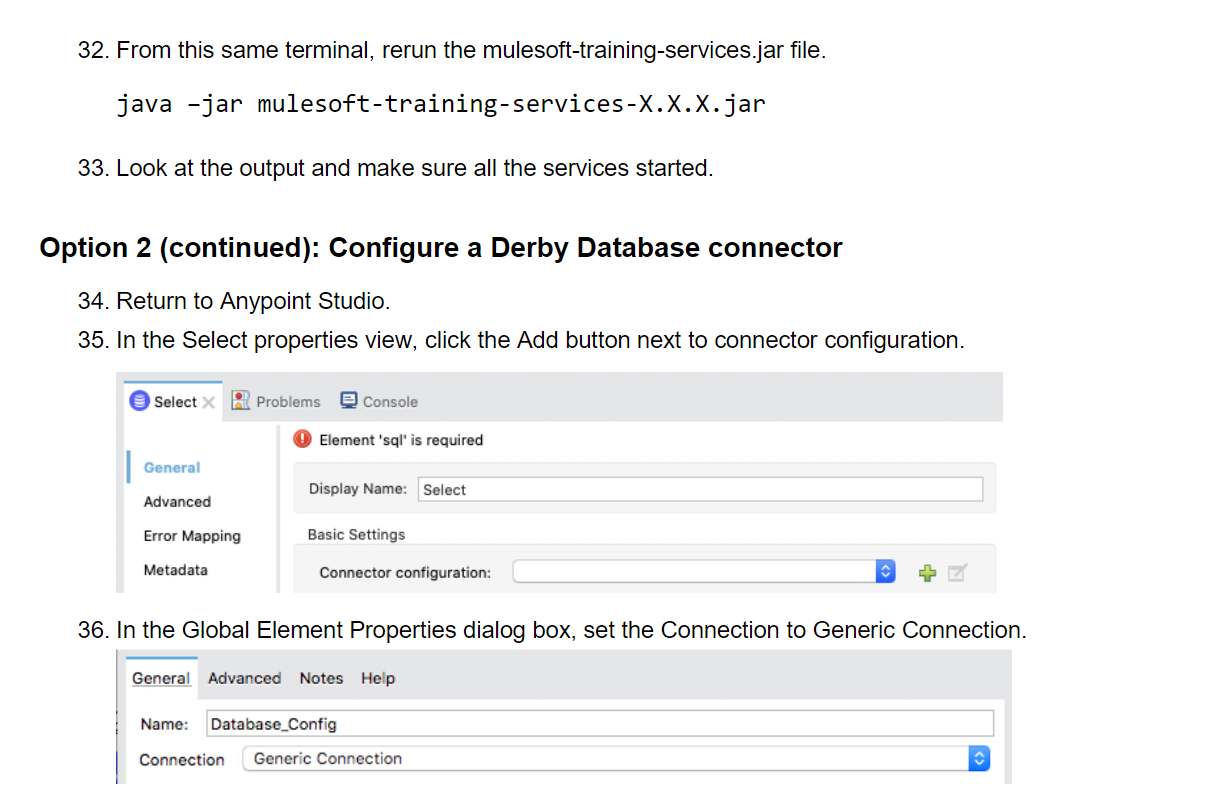 32. From this same terminal, rerun the mulesoft-training-services.jar file.
java –jar mulesoft-training-services-X.X.X.jar
33. Look at the output and make sure all the services started.
Option 2 (continued): Configure a Derby Database connector
34. Return to Anypoint Studio.
35. In the Select properties view, click the Add button next to connector configuration.
Select Problems Console
Element 'sql' is required
General
Display Name: Select
Advanced
Error Mapping
Basic Settings
Metadata
Connector configuration:
36. In the Global Element Properties dialog box, set the Connection to Generic Connection.
General Advanced Notes Help
Name: Database_Config
Connection Generic Connection